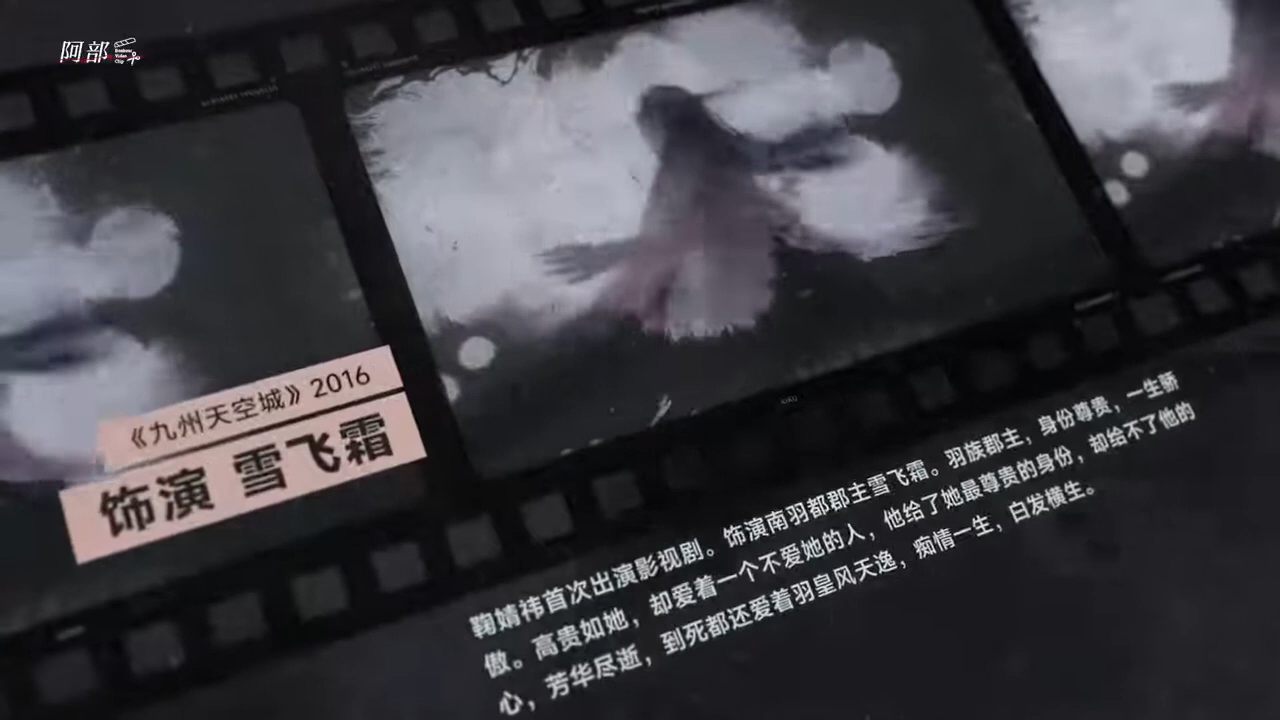 阿部
《九州天空城》2016
饰演 雪飞霜
鞠婧祎首次出演影视剧。饰演南羽都郡主雪飞霜。羽族郡主，身份尊贵，一生骄
傲。高贵如她，却爱着一个不爱她的人，他给了她最尊贵的身份，却给不了他的
心，芳华尽逝，到死都还爱着羽皇风天逸，痴情一生，白发横生。